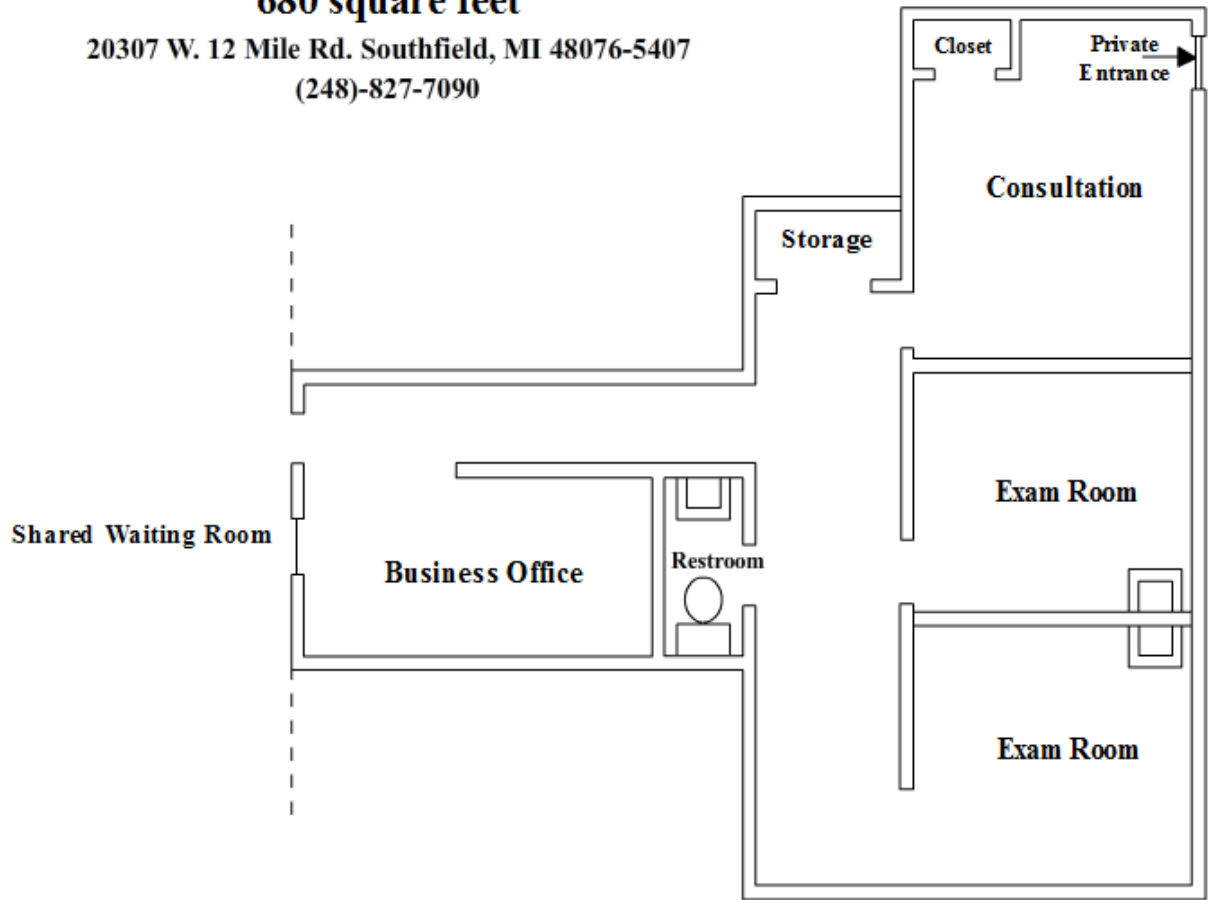 680 square feet
20307 W. 12 Mile Rd. Southfield, MI 48076-5407
(248)-827-7090
Closet
Private
Entrance
Consultation
Storage
Exam Room
Shared Waiting Room
Business Office
Restroom
Exam Room